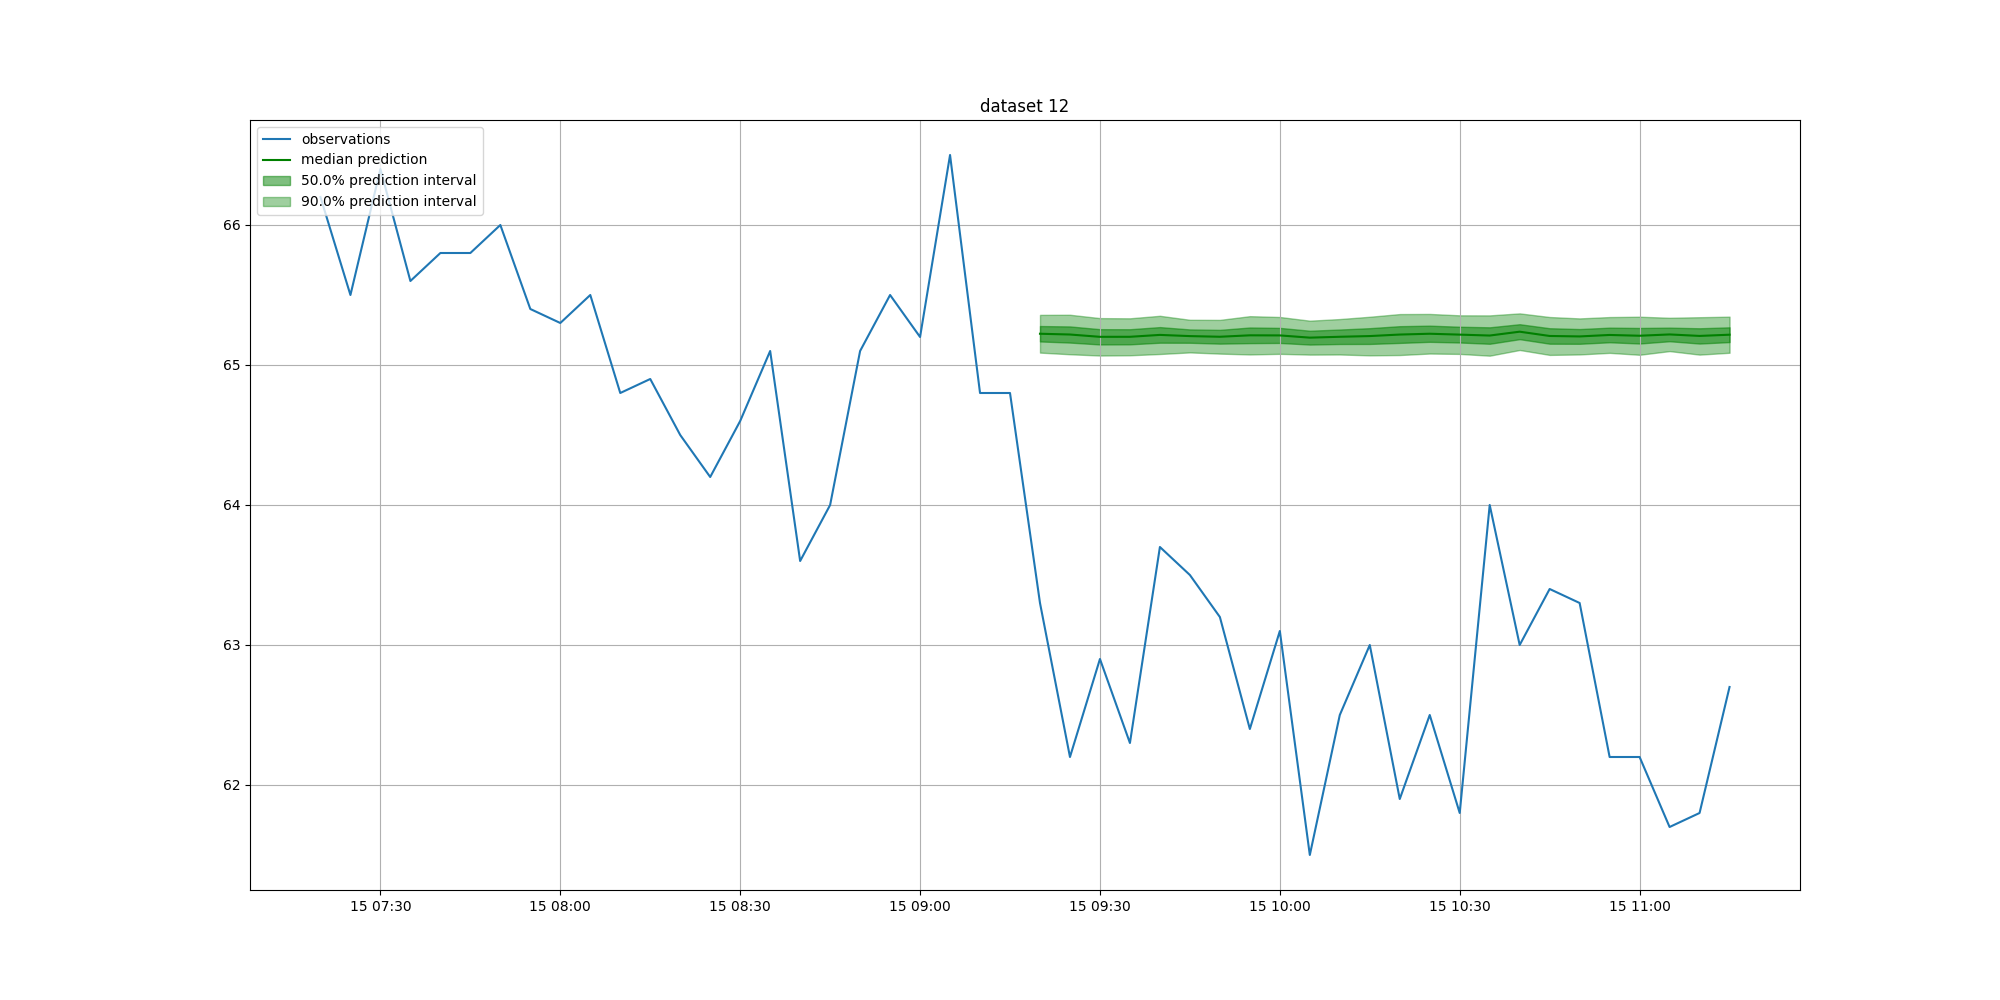 dataset 12
observations
median prediction
50.0% prediction interval
90.0% prediction interval
66
65
64
63
62
15 07:30 15 08:00 15 08:30 15 09:00 15 09:30 15 10:00 15 10:30 15 11:00